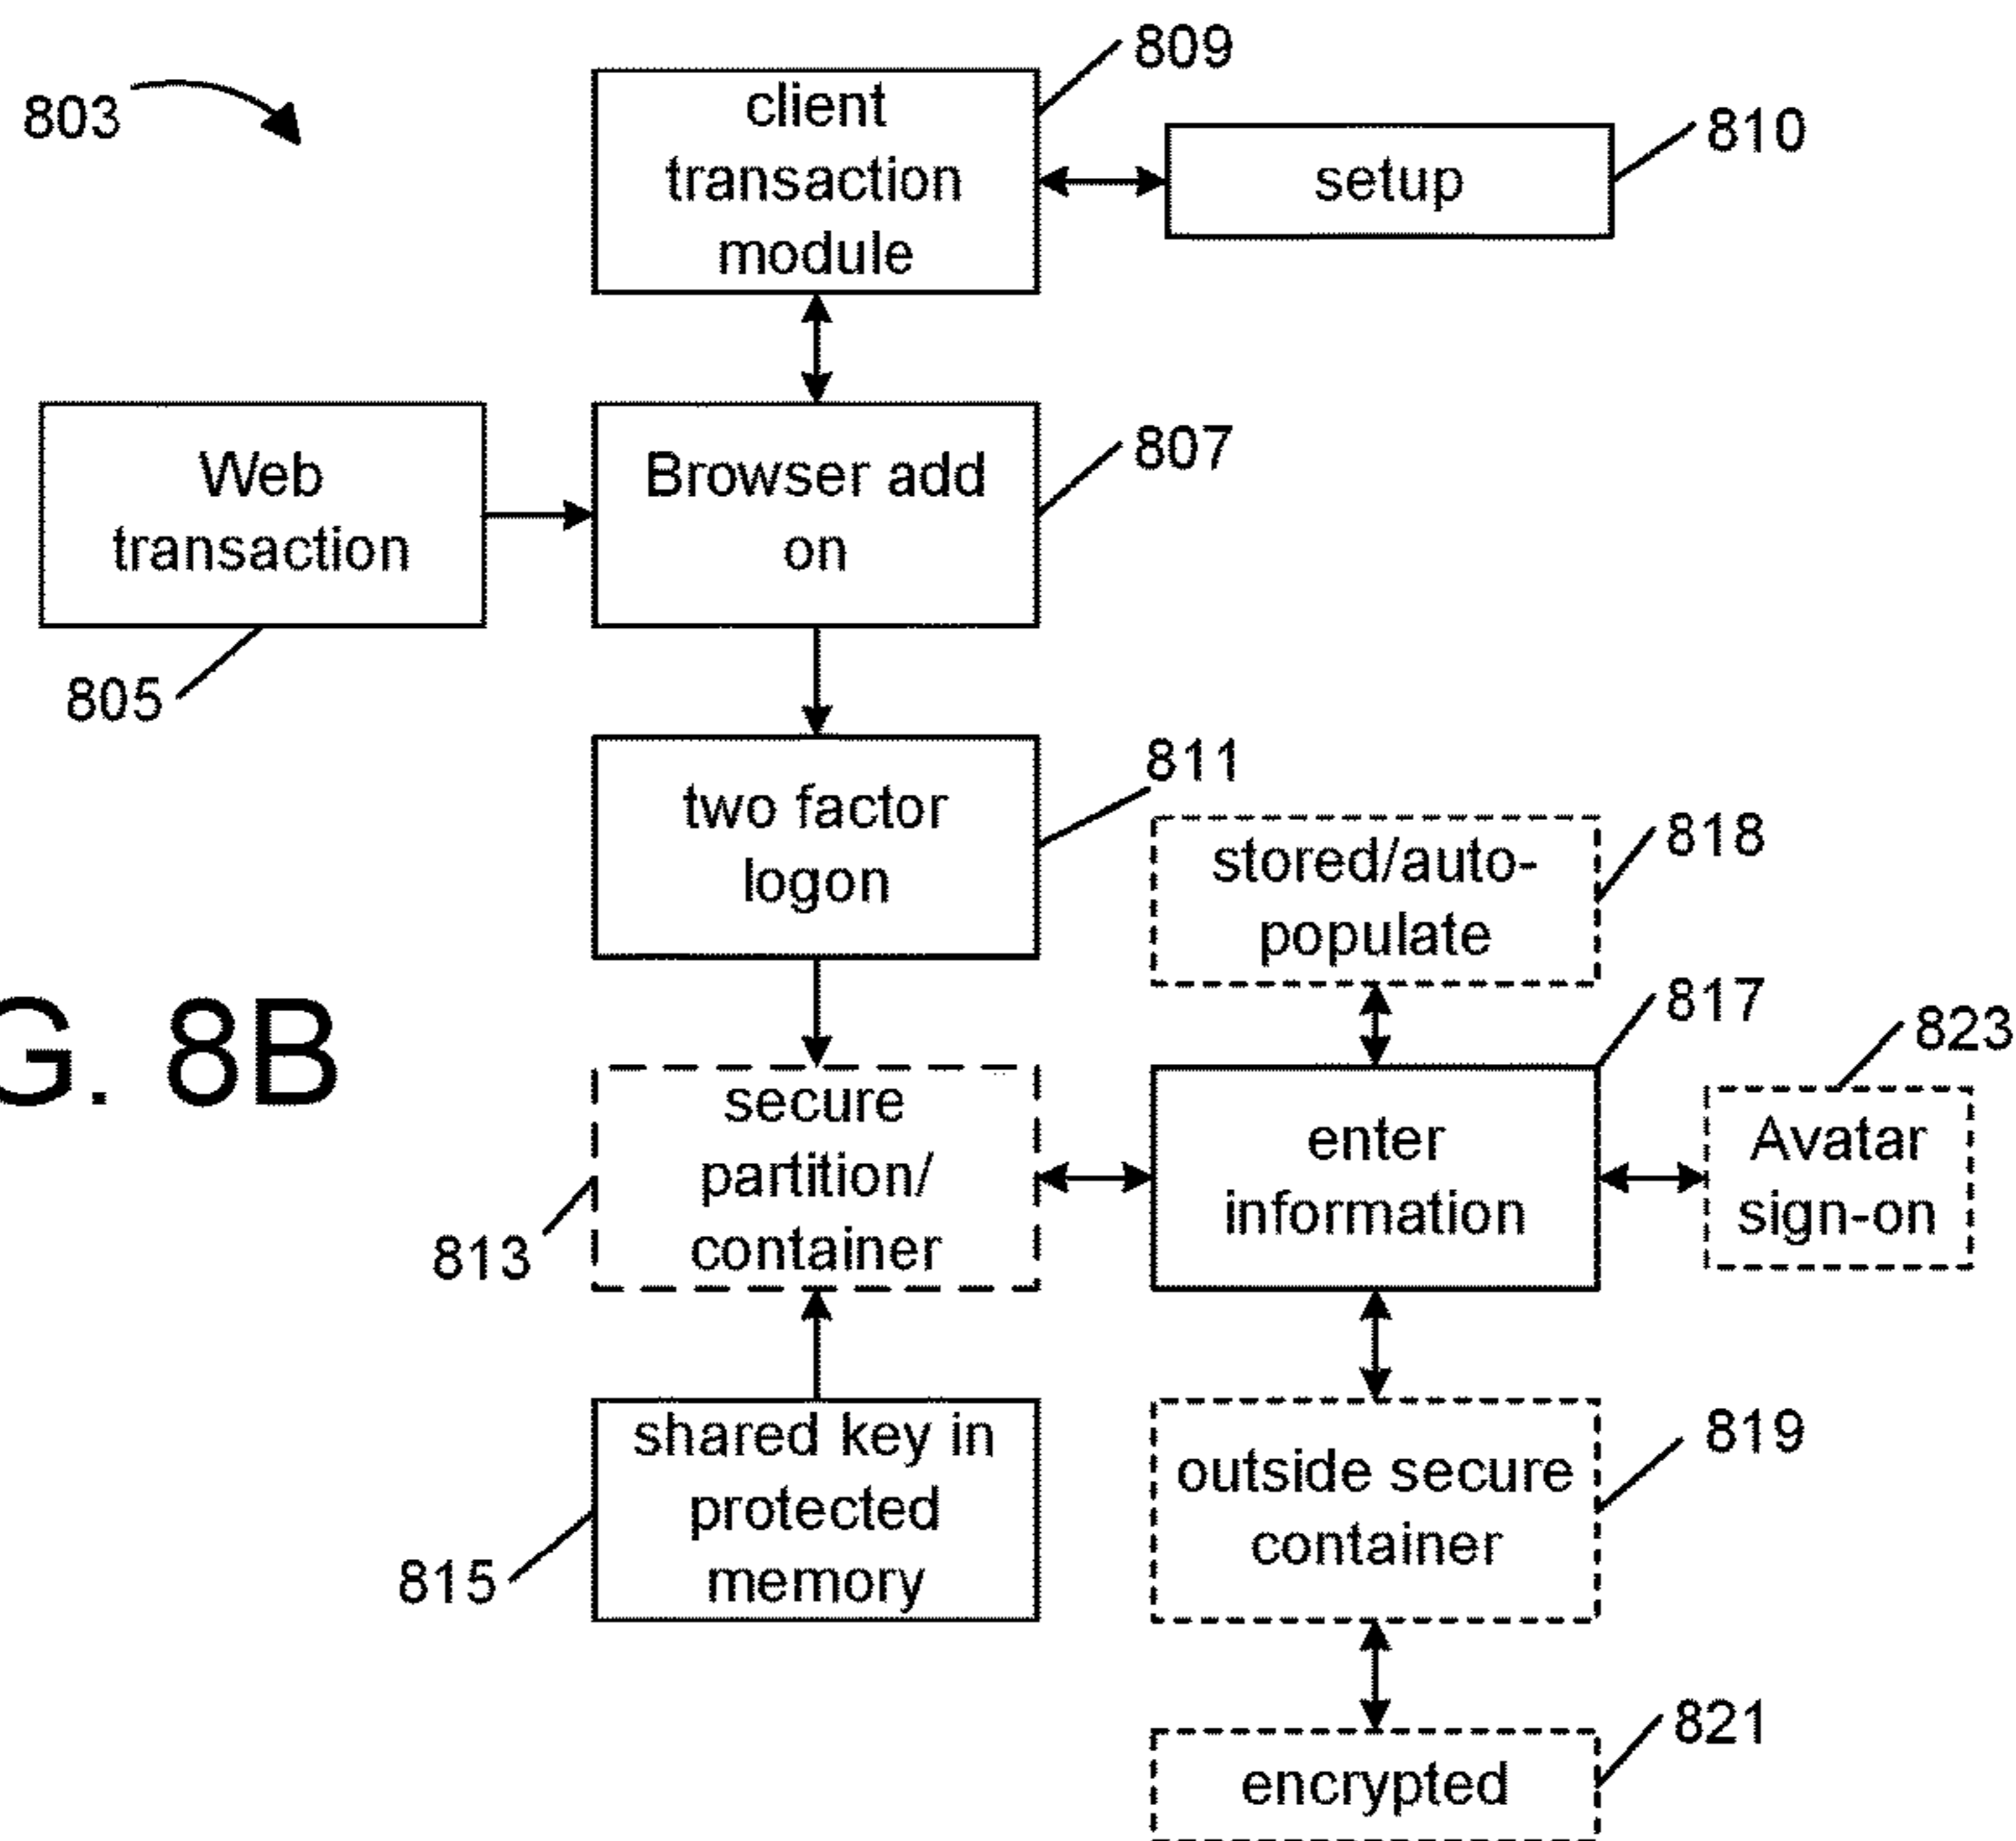 803
client
transaction
module
809
setup
810
Web
transaction
805
Browser add
on
807
two factor
logon
811
stored/auto-
populate
818
G. 8B
secure
partition/
container
813
enter
information
817
Avatar
sign-on
823
shared key in
protected
memory
815
outside secure
container
819
encrypted
821